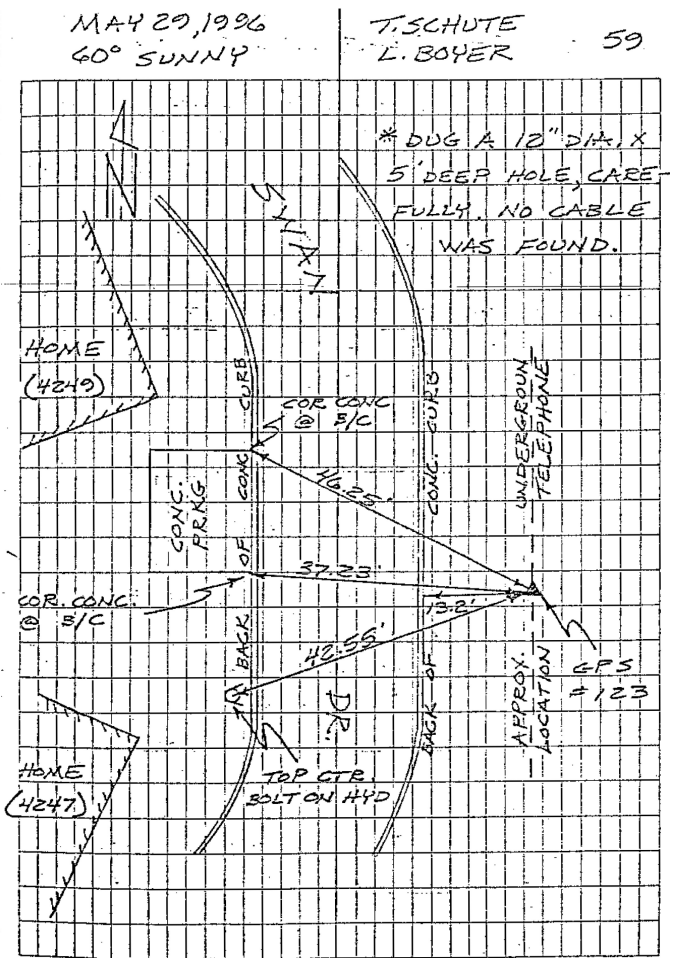 MAY 29, 1996
60° SUNNY
T. SCHUTE
L. BOYER
59
* DUG A 12" DIA. X
5' DEEP HOLE, CARE-
FULLY. NO CABLE
WAS FOUND.
HOME
(4249)
COR. CONC
@ B/C
CONC.
PRKG
BACK OF CONC CURB
BACK OF CONC. CURB
UNDERGROUN
TELEPHONE
46.25'
37.23'
13.2'
42.55'
COR. CONC.
@ B/C
DR.
GPS
#123
APPROX.
LOCATION
TOP CTR.
BOLT ON HYD
HOME
(4247)